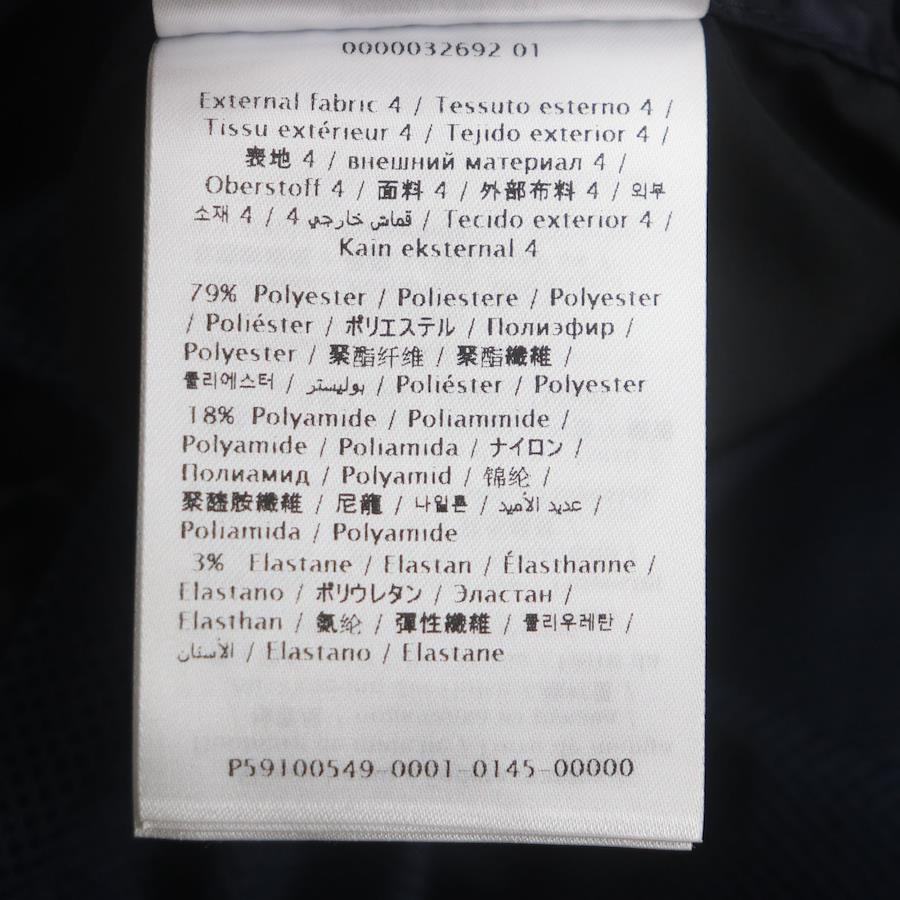 0000032692 01
External fabric 4 / Tessuto esterno 4 /
Tissu extérieur 4 / Tejido exterior 4 /
表地 4 / внешний материал 4 /
Oberstoff 4 / 面料 4 / 外部布料 4 / 외부
소재 4 / قماش خارجي 4 / Tecido exterior 4 /
Kain eksternal 4
79% Polyester / Poliestere / Polyester
/ Poliéster / ポリエステル / Полиэфир /
Polyester / 聚酯纤维 / 聚酯纖維 /
폴리에스터 / بوليستر / Poliéster / Polyester
18% Polyamide / Poliammide /
Polyamide / Poliamida / ナイロン /
Полиамид / Polyamid / 锦纶 /
聚醯胺纖維 / 尼龍 / 나일론 / عديد الأميد /
Poliamida / Polyamide
3% Elastane / Elastan / Élasthanne /
Elastano / ポリウレタン / Эластан /
Elasthan / 氨纶 / 彈性纖維 / 폴리우레탄 /
الأستان / Elastano / Elastane
P59100549-0001-0145-00000